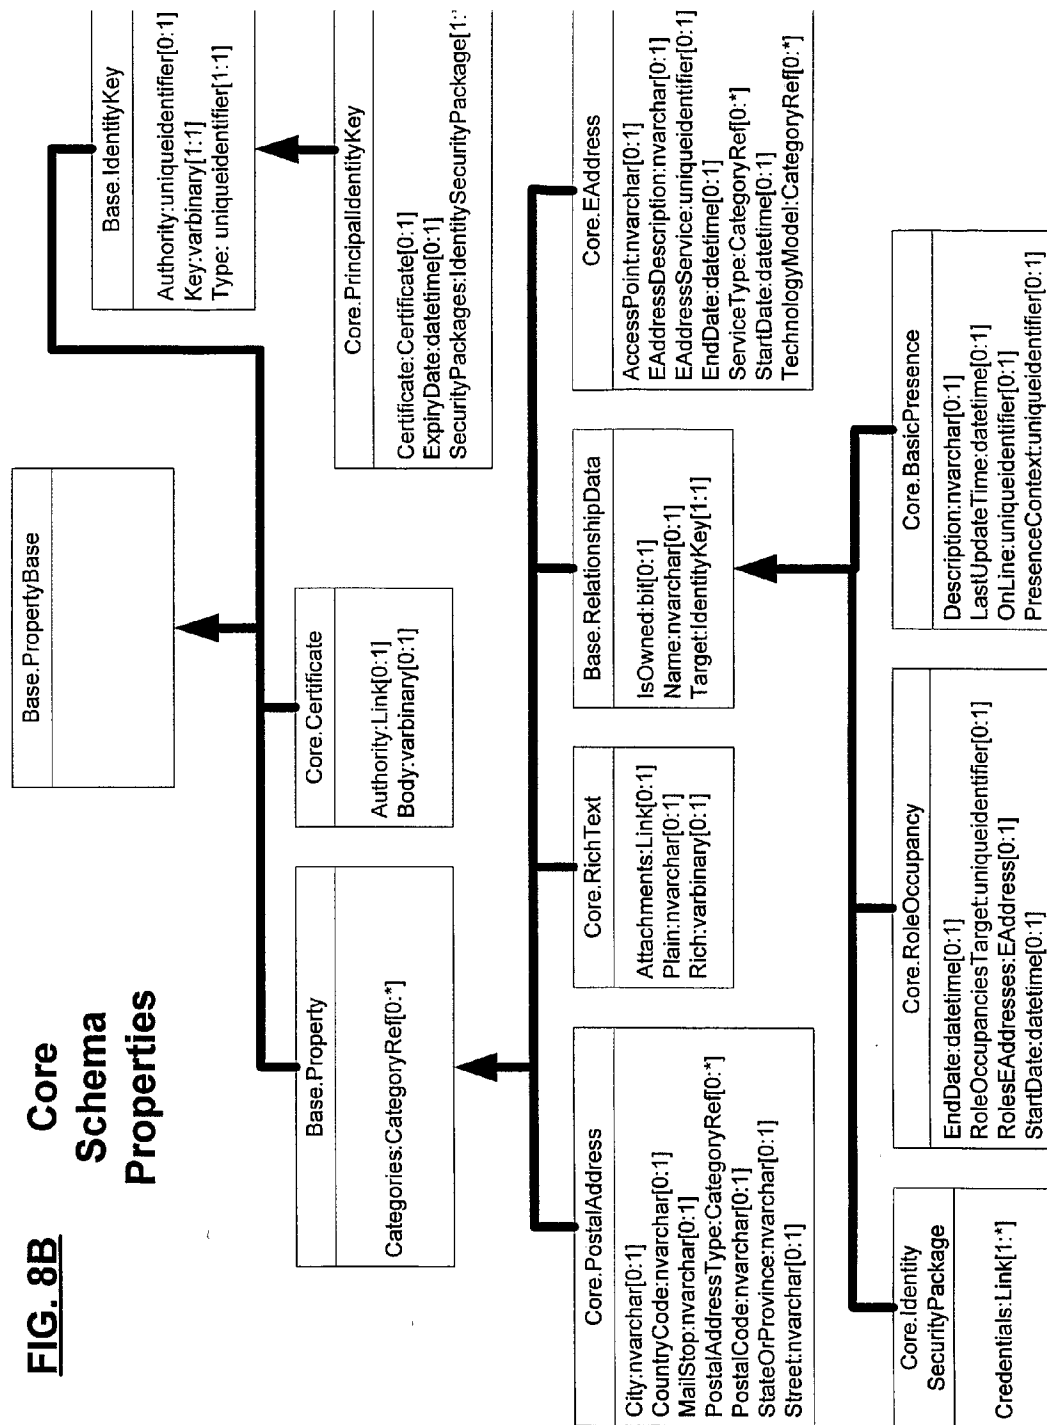 FIG. 8B
Core
Schema
Properties
Base.PropertyBase
Base.Property
Categories:CategoryRef[0:*]
Core.Certificate
Authority:Link[0:1]
Body:varbinary[0:1]
Base.IdentityKey
Authority:uniqueidentifier[0:1]
Key:varbinary[1:1]
Type: uniqueidentifier[1:1]
Core.PrincipalIdentityKey
Certificate:Certificate[0:1]
ExpiryDate:datetime[0:1]
SecurityPackages:IdentitySecurityPackage[1:
Core.PostalAddress
City:nvarchar[0:1]
CountryCode:nvarchar[0:1]
MailStop:nvarchar[0:1]
PostalAddressType:CategoryRef[0:*]
PostalCode:nvarchar[0:1]
StateOrProvince:nvarchar[0:1]
Street:nvarchar[0:1]
Core.RichText
Attachments:Link[0:1]
Plain:nvarchar[0:1]
Rich:varbinary[0:1]
Base.RelationshipData
IsOwned:bit[0:1]
Name:nvarchar[0:1]
Target:IdentityKey[1:1]
Core.EAddress
AccessPoint:nvarchar[0:1]
EAddressDescription:nvarchar[0:1]
EAddressService:uniqueidentifier[0:1]
EndDate:datetime[0:1]
ServiceType:CategoryRef[0:*]
StartDate:datetime[0:1]
TechnologyModel:CategoryRef[0:*]
Core.Identity
SecurityPackage
Credentials:Link[1:*]
Core.RoleOccupancy
EndDate:datetime[0:1]
RoleOccupanciesTarget:uniqueidentifier[0:1]
RolesEAddresses:EAddress[0:1]
StartDate:datetime[0:1]
Core.BasicPresence
Description:nvarchar[0:1]
LastUpdateTime:datetime[0:1]
OnLine:uniqueidentifier[0:1]
PresenceContext:uniqueidentifier[0:1]